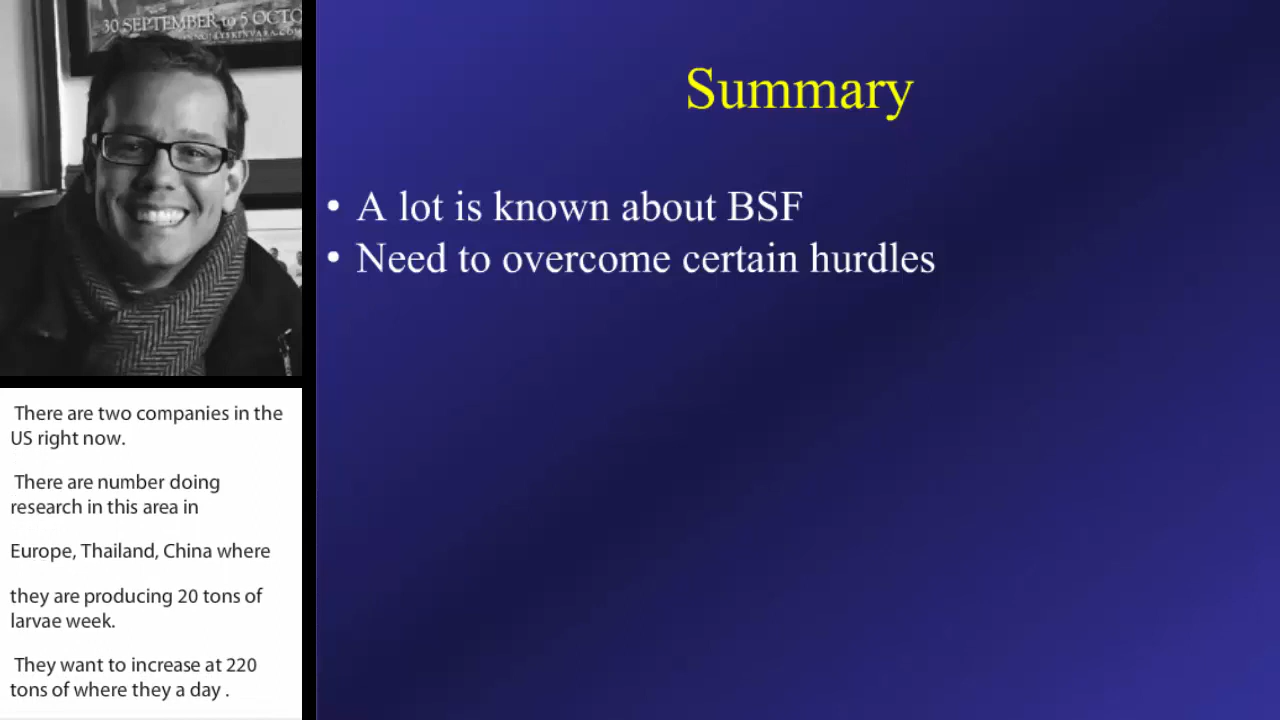 30 SEPTEMBER to 5 OCTO
Summary
• A lot is known about BSF
• Need to overcome certain hurdles
There are two companies in the
US right now.
There are number doing
research in this area in
Europe, Thailand, China where
they are producing 20 tons of
larvae week.
They want to increase at 220
tons of where they a day .